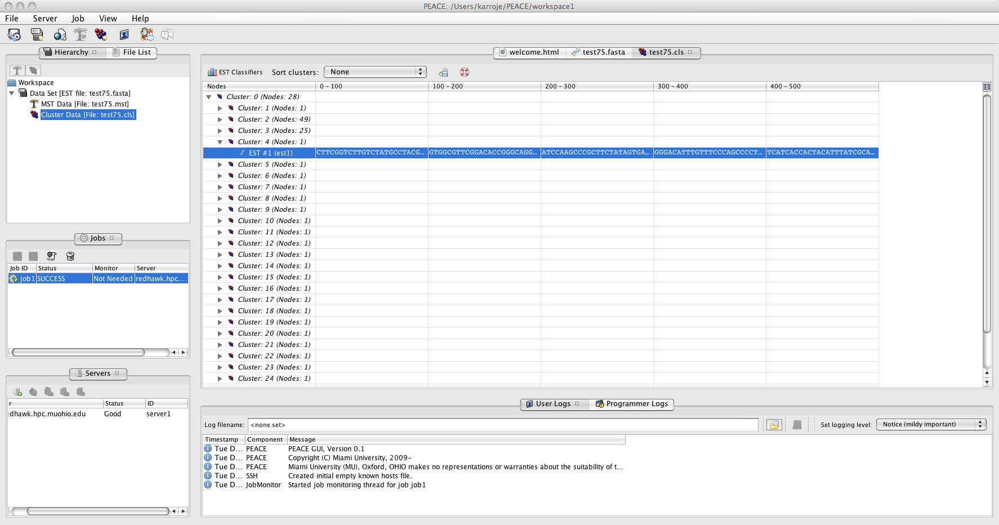 PEACE: /Users/karroje/PEACE/workspace1
File Server Job View Help
Hierarchy File List
Workspace
Data Set [EST file: test75.fasta]
MST Data [File: test75.mst]
Cluster Data [File: test75.cls]
Jobs
Job ID Status Monitor Server
job1 SUCCESS Not Needed redhawk.hpc....
Servers
r Status ID
dhawk.hpc.muohio.edu Good server1
welcome.html test75.fasta test75.cls
EST Classifiers Sort clusters: None
Nodes 0 - 100 100 - 200 200 - 300 300 - 400 400 - 500
Cluster: 0 (Nodes: 28)
Cluster: 1 (Nodes: 1)
Cluster: 2 (Nodes: 49)
Cluster: 3 (Nodes: 25)
Cluster: 4 (Nodes: 1)
EST #1 (est1) CTTCGGTCTTGTCTATGCCTACG... GTGGCGTTCGGACACCGGGCAGG... ATCCAAGCCCGCTTCTATAGTGA... GGGACATTTGTTTCCCAGCCCCT... TCATCACCACTACATTTATCGCA...
Cluster: 5 (Nodes: 1)
Cluster: 6 (Nodes: 1)
Cluster: 7 (Nodes: 1)
Cluster: 8 (Nodes: 1)
Cluster: 9 (Nodes: 1)
Cluster: 10 (Nodes: 1)
Cluster: 11 (Nodes: 1)
Cluster: 12 (Nodes: 1)
Cluster: 13 (Nodes: 1)
Cluster: 14 (Nodes: 1)
Cluster: 15 (Nodes: 1)
Cluster: 16 (Nodes: 1)
Cluster: 17 (Nodes: 1)
Cluster: 18 (Nodes: 1)
Cluster: 19 (Nodes: 1)
Cluster: 20 (Nodes: 1)
Cluster: 21 (Nodes: 1)
Cluster: 22 (Nodes: 1)
Cluster: 23 (Nodes: 1)
Cluster: 24 (Nodes: 1)
User Logs Programmer Logs
Log filename: <none set> Set logging level: Notice (mildy important)
Timestamp Component Message
Tue D... PEACE PEACE GUI, Version 0.1
Tue D... PEACE Copyright (C) Miami University, 2009-
Tue D... PEACE Miami University (MU), Oxford, OHIO makes no representations or warranties about the suitability of t...
Tue D... SSH Created initial empty known hosts file.
Tue D... JobMonitor Started job monitoring thread for job job1